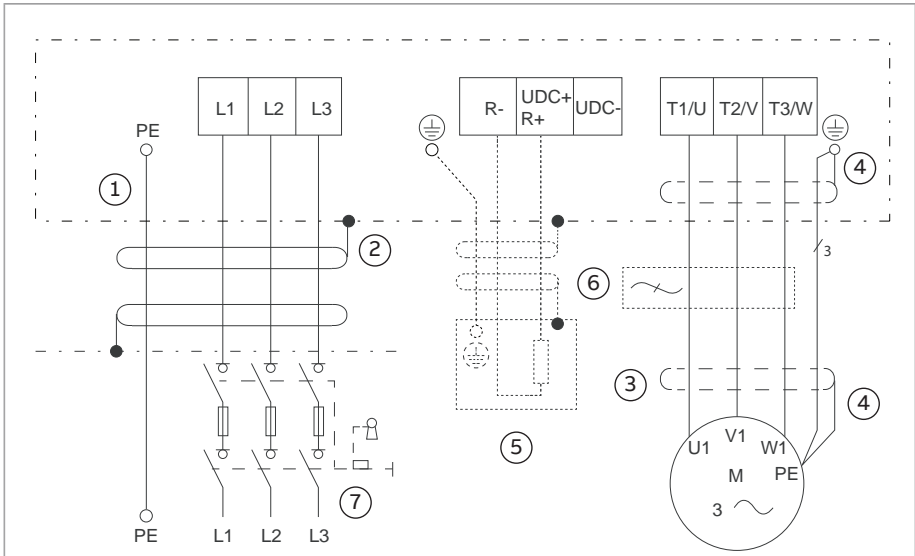 PE
L1 L2 L3
R-
UDC+
R+
UDC-
T1/U T2/V T3/W
1
2
3
4
6
3
4
5
U1 V1 W1
M PE
3
7
PE L1 L2 L3